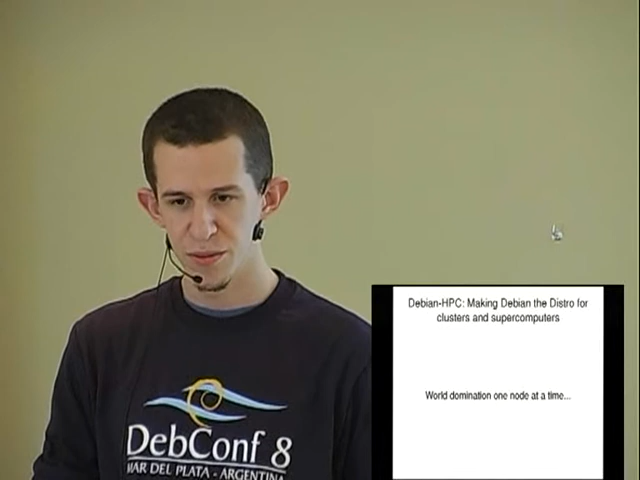 Debian-HPC: Making Debian the Distro for
clusters and supercomputers
World domination one node at a time...
DebConf 8
MAR DEL PLATA - ARGENTINA